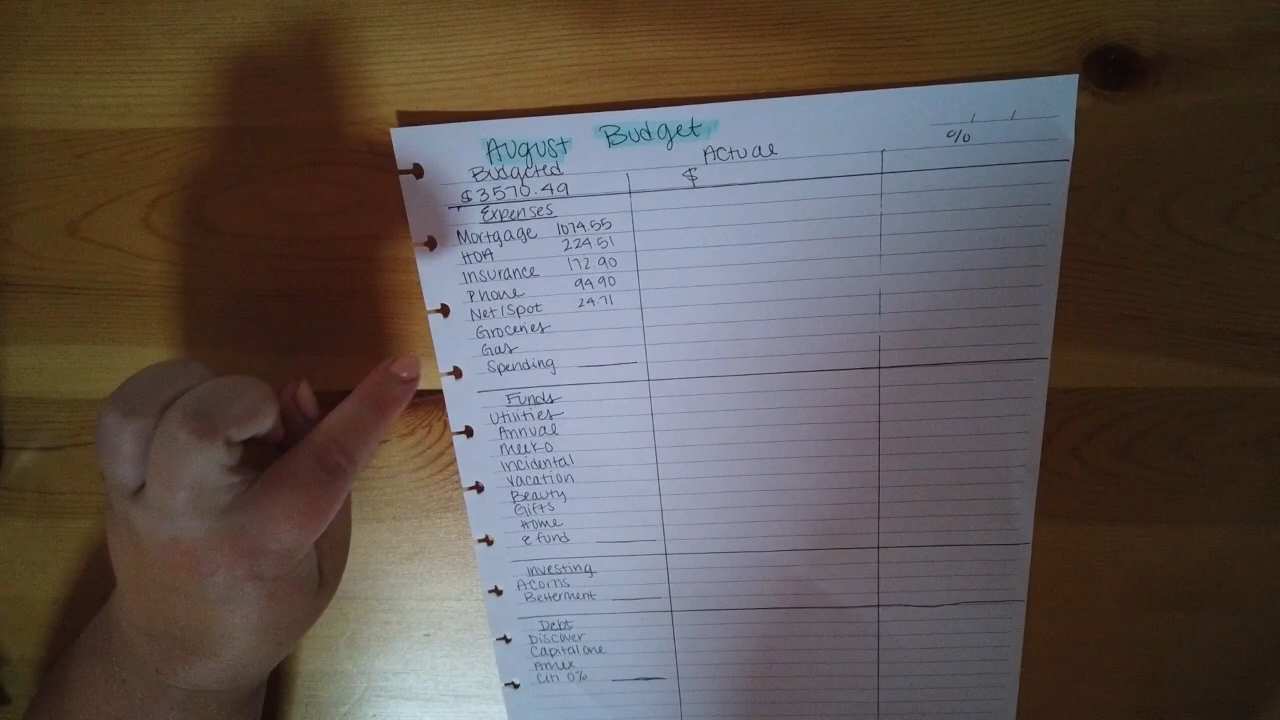 August Budget
/ /
Budgeted Actual %
$3570.49 $
Expenses
Mortgage 1074.55
HOA 224.51
Insurance 172.90
Phone 94.90
Net/Spot 24.71
Groceries
Gas
Spending
Funds
Utilities
Annual
Meeko
Incidental
Vacation
Beauty
Gifts
Home
E fund
Investing
Acorns
Betterment
Debt
Discover
Capital one
Amex
Citi 0%